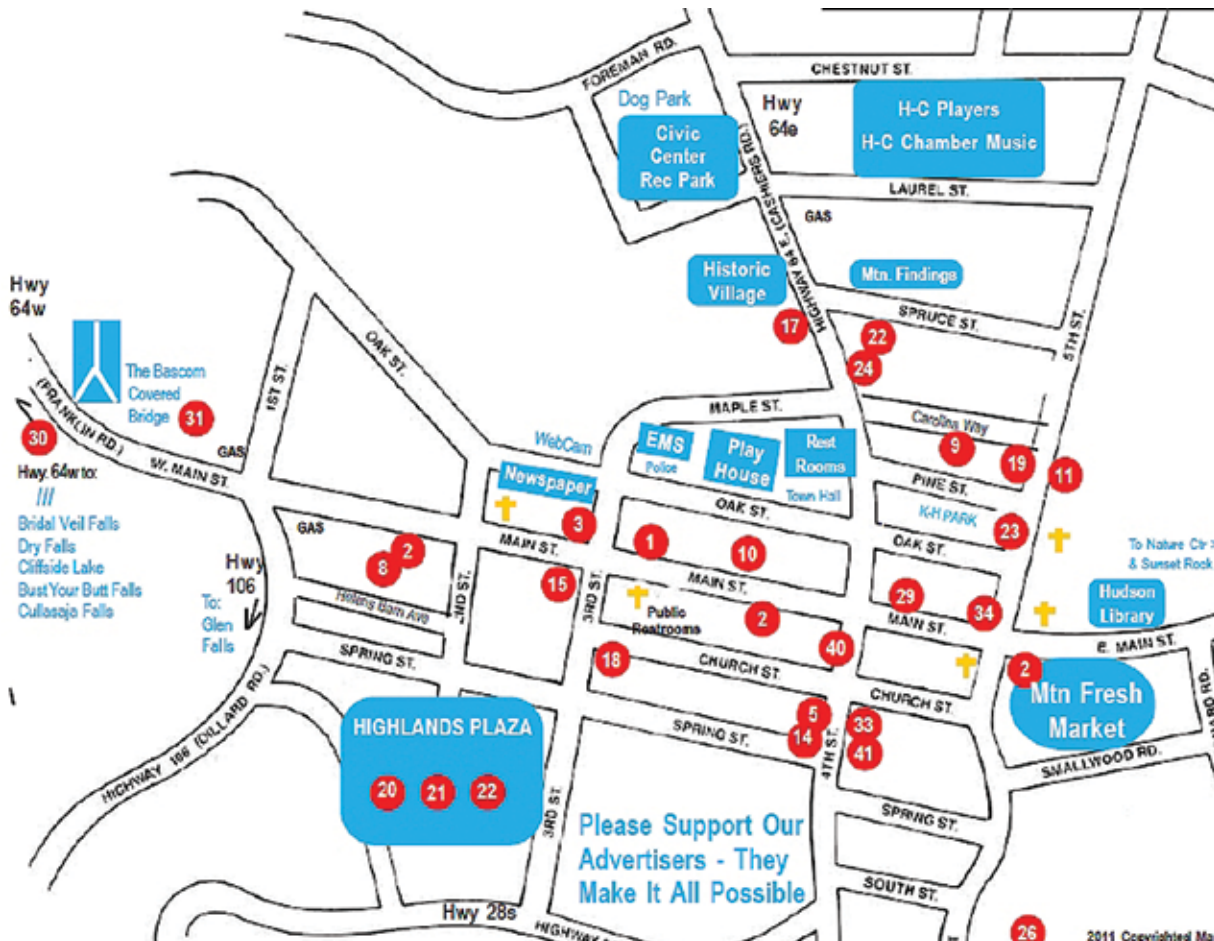 CHESTNUT ST.
FOREMAN RD.
Dog Park
Hwy
64e
H-C Players
H-C Chamber Music
Civic
Center
Rec Park
LAUREL ST.
GAS
HIGHWAY 64 E. (CASHIERS RD.)
Historic
Village
Mtn. Findings
17
SPRUCE ST.
5TH ST.
22
24
Hwy
64w
OAK ST.
The Bascom
Covered
Bridge
31
1ST ST.
(FRANKLIN RD.)
30
GAS
W. MAIN ST.
Hwy. 64w to:
///
Bridal Veil Falls
Dry Falls
Cliffside Lake
Bust Your Butt Falls
Cullasaja Falls
MAPLE ST.
Carolina Way
WebCam
EMS
Police
Play
House
Rest
Rooms
Town Hall
9
19
11
Newspaper
PINE ST.
K-H PARK
OAK ST.
OAK ST.
23
GAS
MAIN ST.
3
1
10
MAIN ST.
To Nature Ctr >
& Sunset Rock
2
8
Hwy
106
To:
Glen
Falls
Helens Barn Ave
2ND ST.
15
3RD ST.
Public
Restrooms
2
29
34
MAIN ST.
Hudson
Library
E. MAIN ST.
SPRING ST.
18
CHURCH ST.
40
CHURCH ST.
2
Mtn Fresh
Market
HIGHWAY 106 (DILLARD RD.)
HIGHLANDS PLAZA
20
21
22
SPRING ST.
5
14
4TH ST.
33
41
SMALLWOOD RD.
3RD ST.
SPRING ST.
Please Support Our
Advertisers - They
Make It All Possible
SOUTH ST.
Hwy 28s
26
2011 Copyrighted